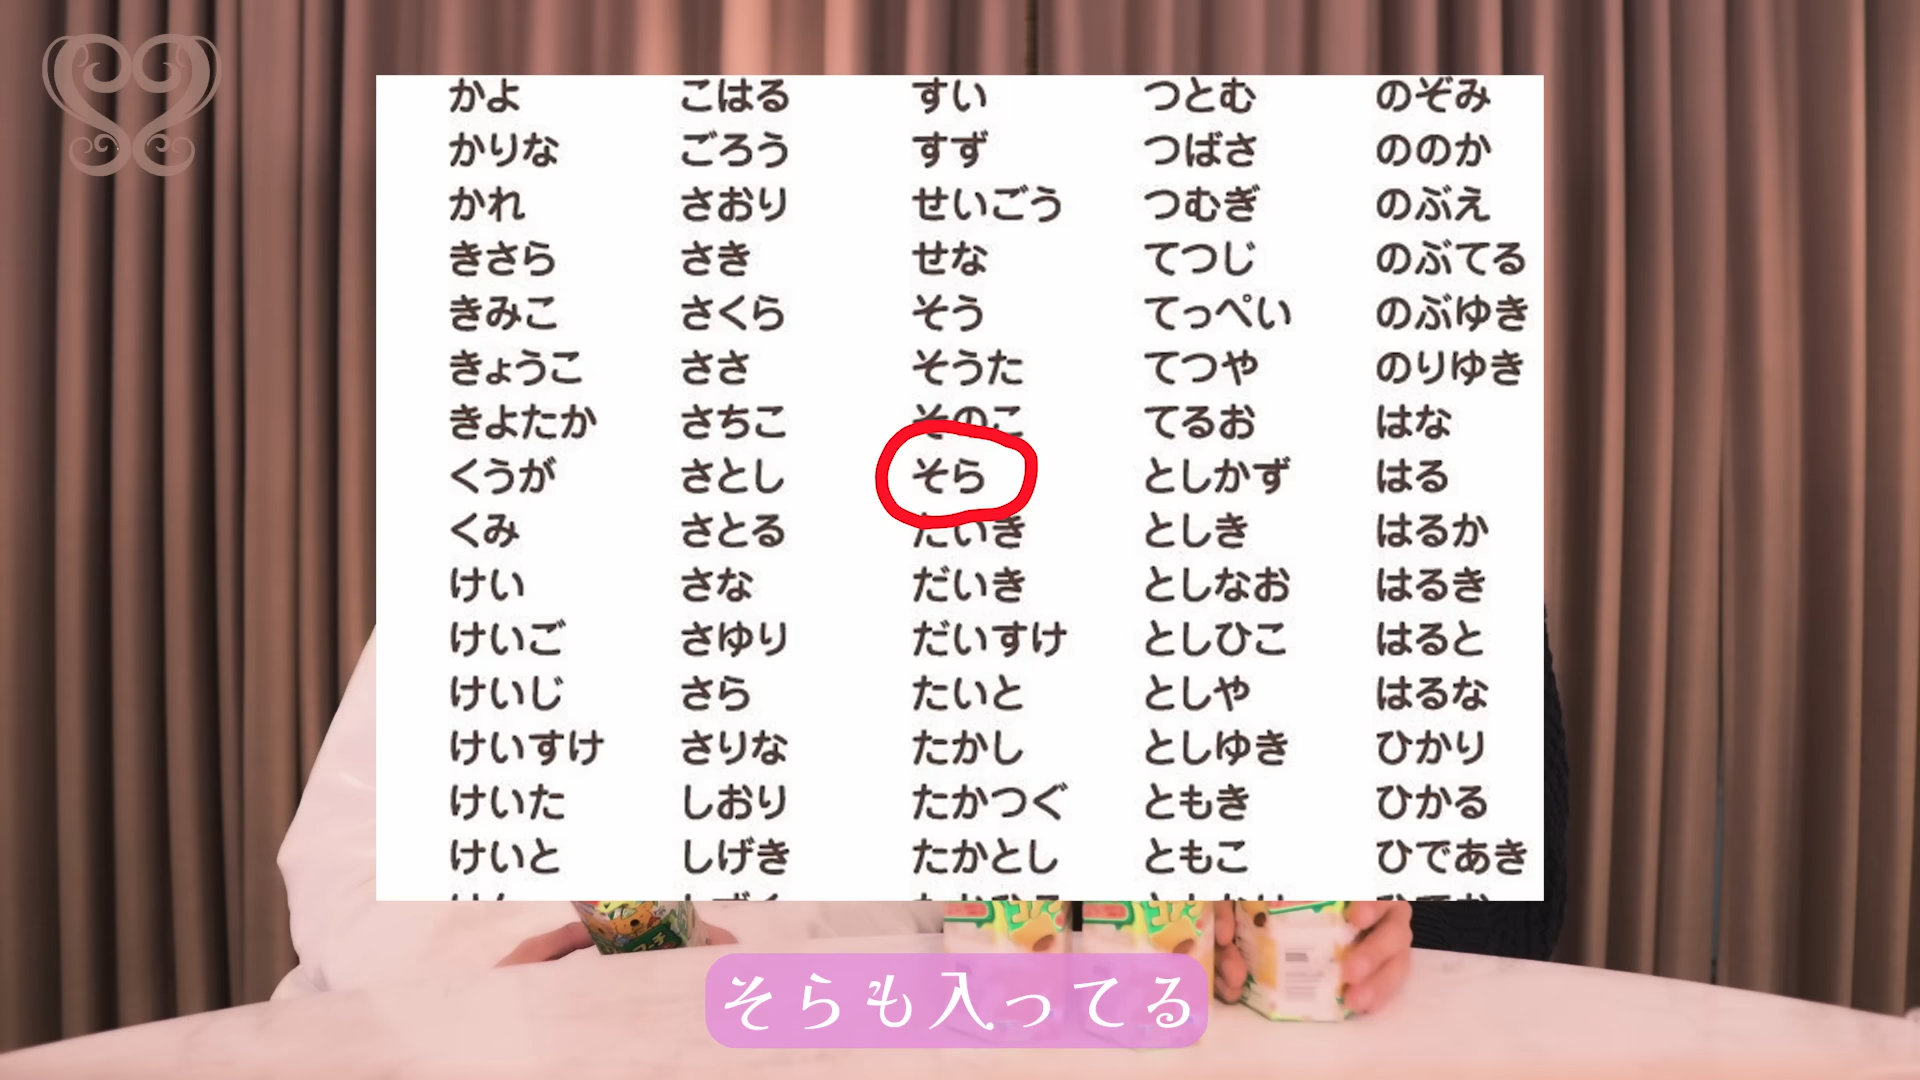 かよ こはる すい つとむ のぞみ
かりな ごろう すず つばさ ののか
かれ さおり せいごう つむぎ のぶえ
きさら さき せな てつじ のぶてる
きみこ さくら そう てっぺい のぶゆき
きょうこ ささ そうた てつや のりゆき
きよたか さちこ そのこ てるお はな
くうが さとし そら としかず はる
くみ さとる たいき としき はるか
けい さな だいき としなお はるき
けいご さゆり だいすけ としひこ はると
けいじ さら たいと としや はるな
けいすけ さりな たかし としゆき ひかり
けいた しおり たかつぐ ともき ひかる
けいと しげき たかとし ともこ ひであき
そらも入ってる